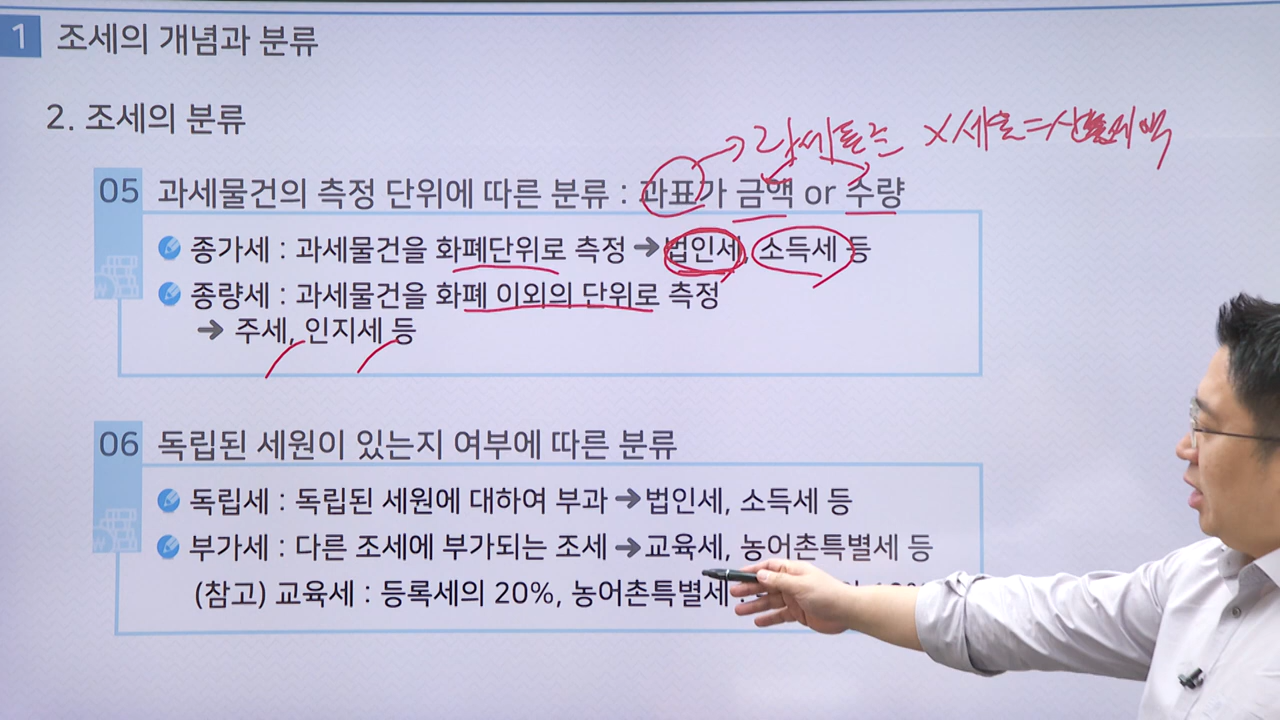 1 조세의 개념과 분류
2. 조세의 분류
과세표준 × 세율 = 산출세액
05 과세물건의 측정 단위에 따른 분류 : 과표가 금액 or 수량
종가세 : 과세물건을 화폐단위로 측정 ➔ 법인세, 소득세 등
종량세 : 과세물건을 화폐 이외의 단위로 측정
➔ 주세, 인지세 등
06 독립된 세원이 있는지 여부에 따른 분류
독립세 : 독립된 세원에 대하여 부과 ➔ 법인세, 소득세 등
부가세 : 다른 조세에 부가되는 조세 ➔ 교육세, 농어촌특별세 등
(참고) 교육세 : 등록세의 20%, 농어촌특별세 :